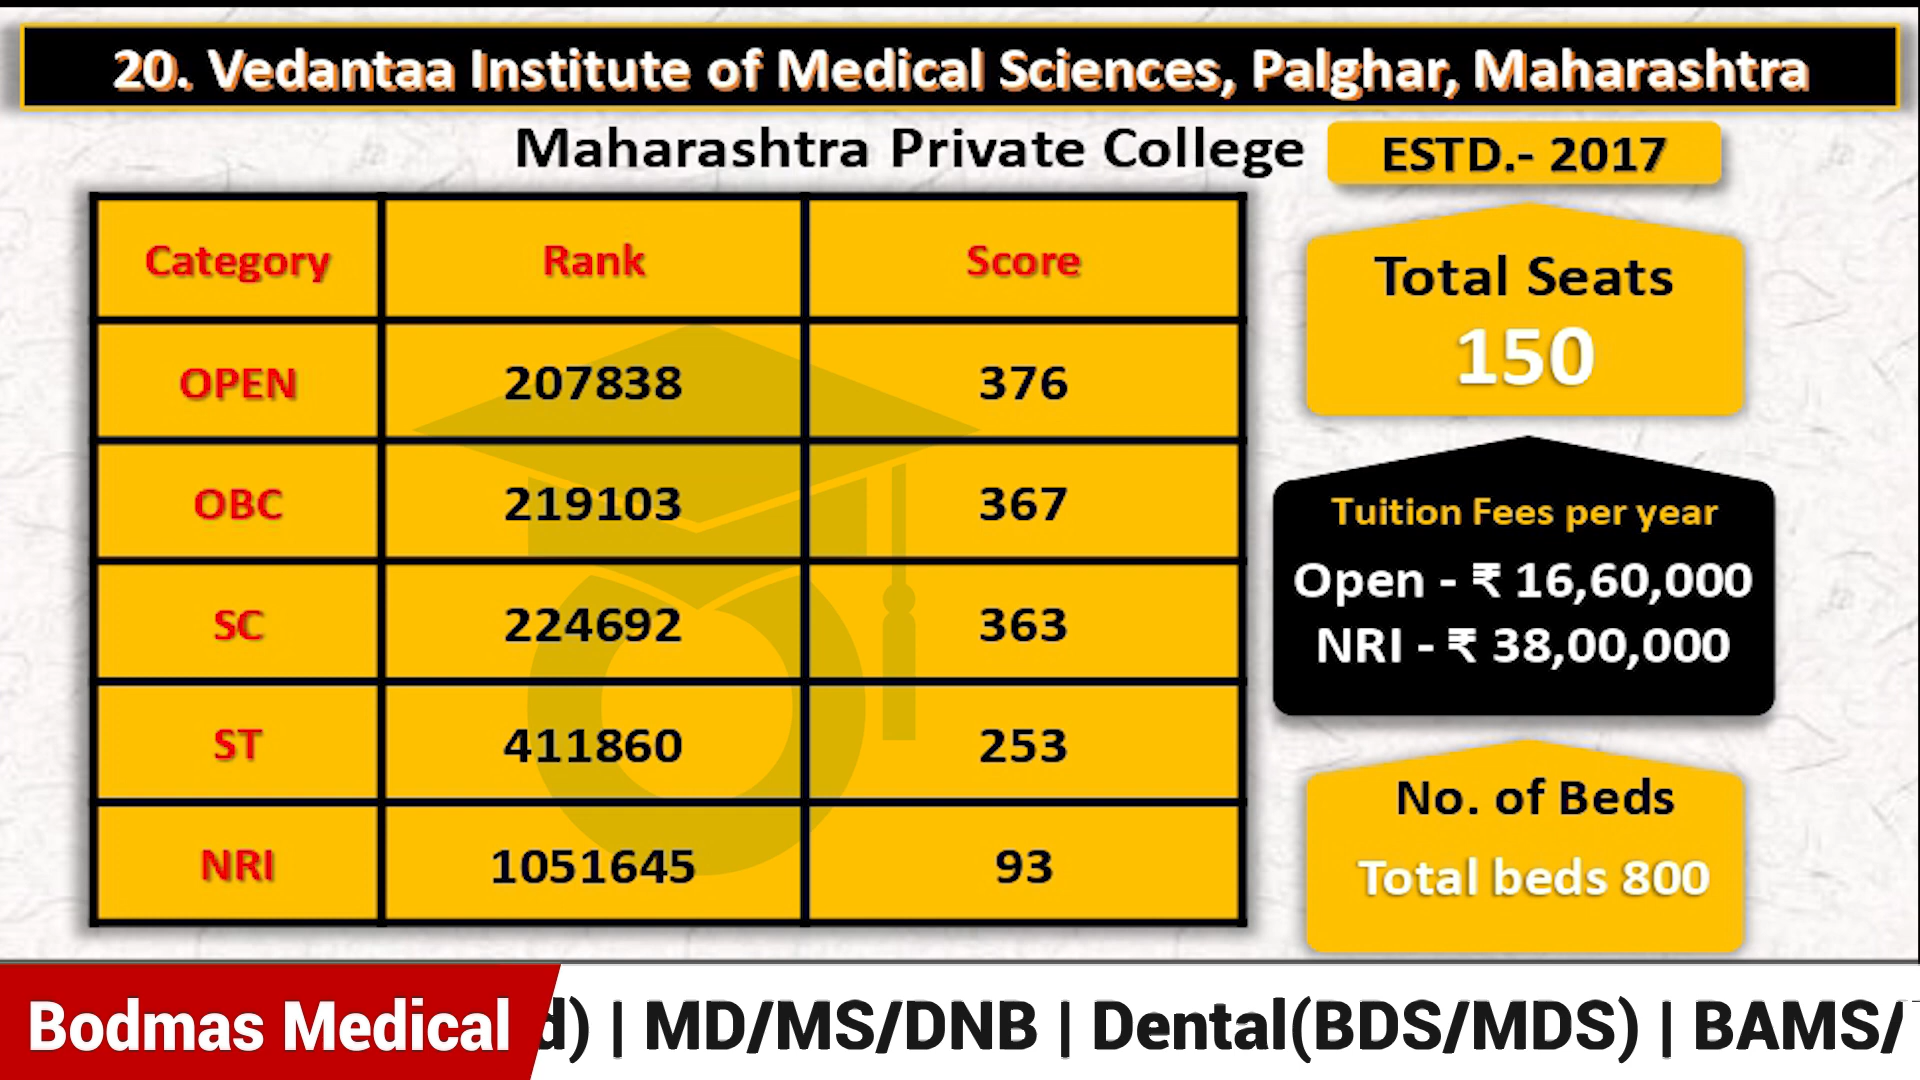 20. Vedantaa Institute of Medical Sciences, Palghar, Maharashtra
Maharashtra Private College
ESTD.- 2017
Category Rank Score
OPEN 207838 376
OBC 219103 367
SC 224692 363
ST 411860 253
NRI 1051645 93
Total Seats
150
Tuition Fees per year
Open - ₹ 16,60,000
NRI - ₹ 38,00,000
No. of Beds
Total beds 800
Bodmas Medical d) | MD/MS/DNB | Dental(BDS/MDS) | BAMS/